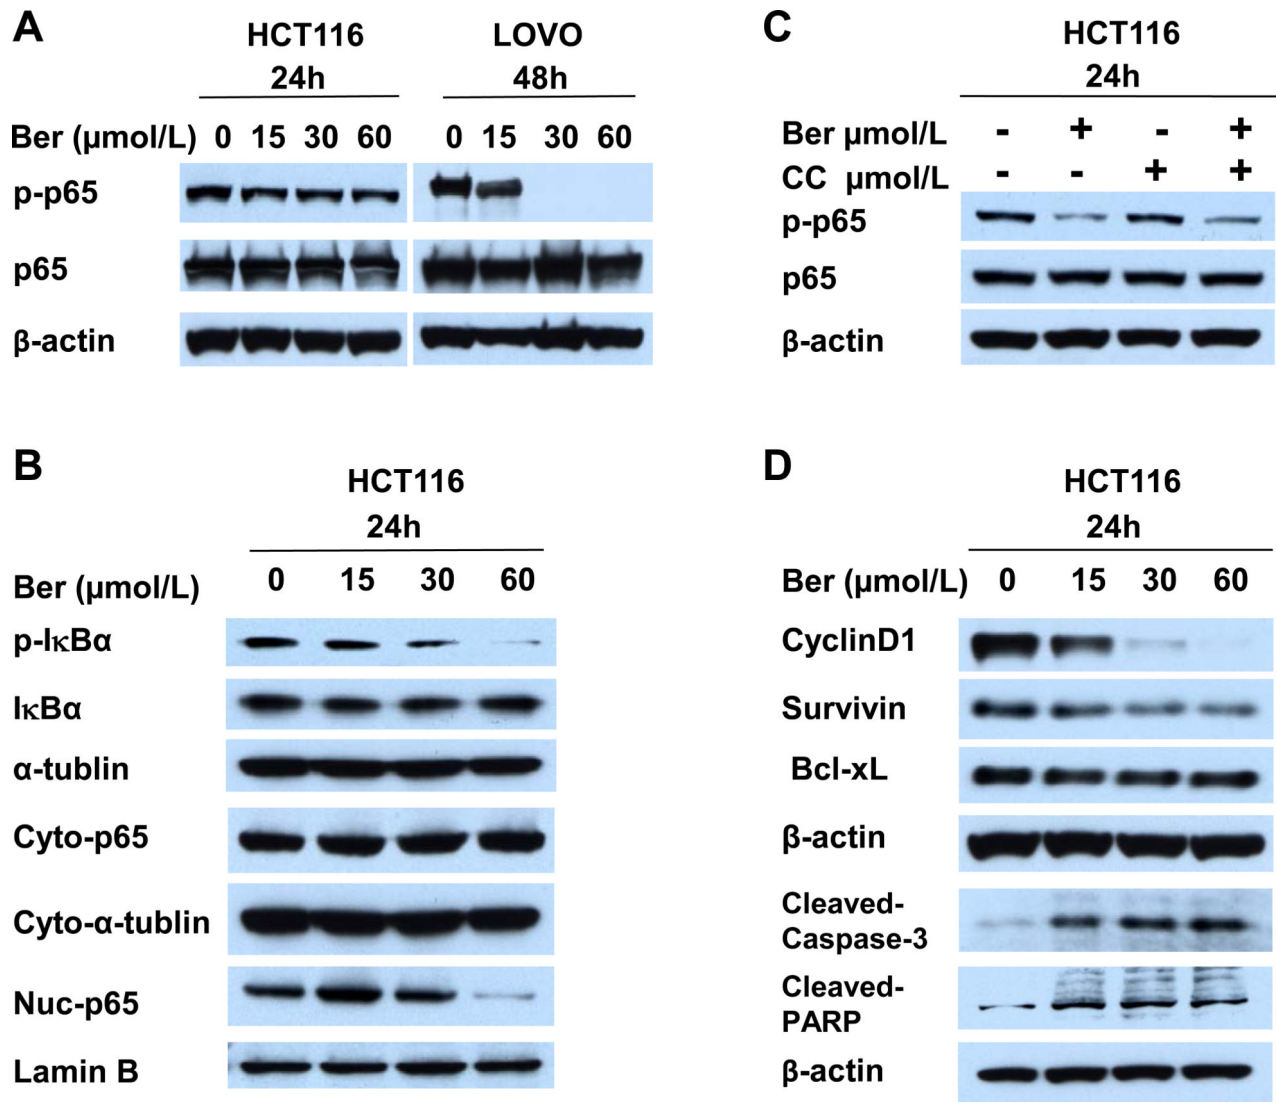 A
HCT116 LOVO
24h 48h
Ber (μmol/L) 0 15 30 60 0 15 30 60
p-p65
p65
β-actin
C
HCT116
24h
Ber μmol/L - + - +
CC μmol/L - - + +
p-p65
p65
β-actin
B
HCT116
24h
Ber (μmol/L) 0 15 30 60
p-IκBα
IκBα
α-tublin
Cyto-p65
Cyto-α-tublin
Nuc-p65
Lamin B
D
HCT116
24h
Ber (μmol/L) 0 15 30 60
CyclinD1
Survivin
Bcl-xL
β-actin
Cleaved-
Caspase-3
Cleaved-
PARP
β-actin